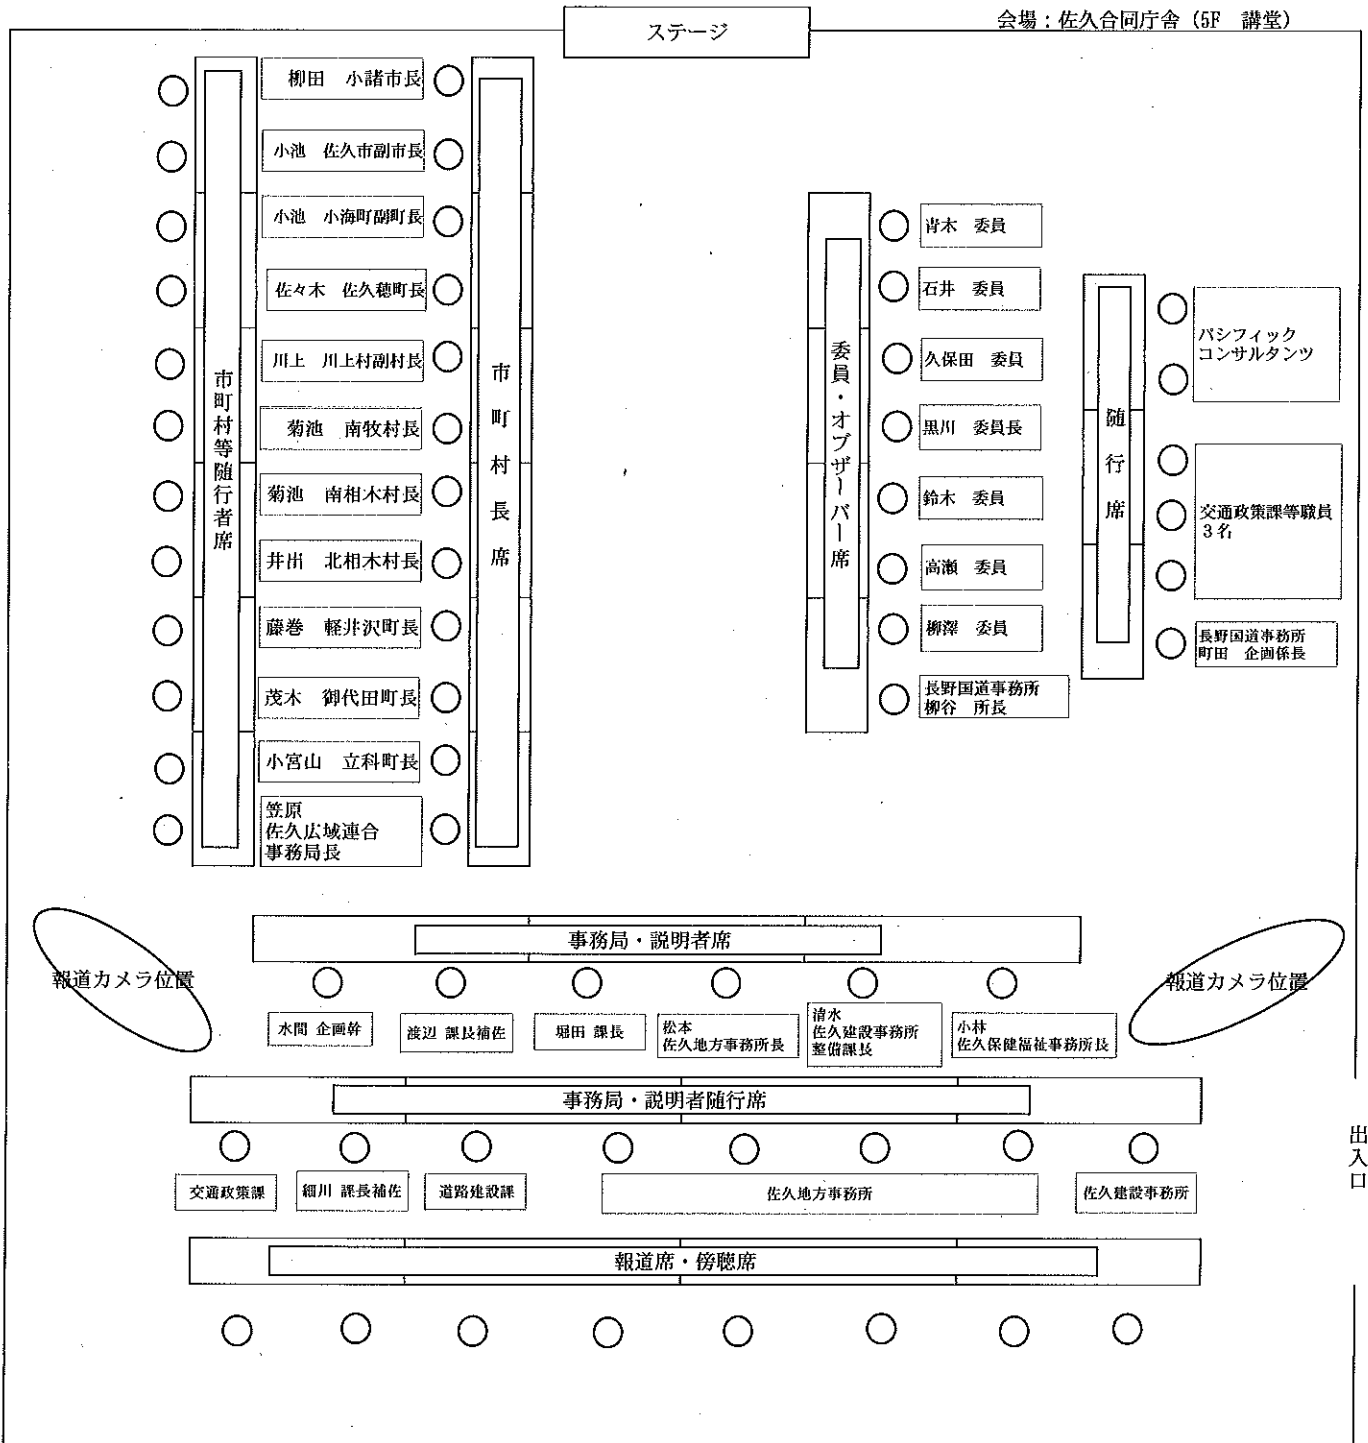 会場：佐久合同庁舎（5F　講堂）
ステージ
柳田　小諸市長
小池　佐久市副市長
小池　小海町副町長
佐々木　佐久穂町長
川上　川上村副村長
菊池　南牧村長
菊池　南相木村長
井出　北相木村長
藤巻　軽井沢町長
茂木　御代田町長
小宮山　立科町長
笠原
佐久広域連合
事務局長
市町村等随行者席
市町村長席
委員・オブザーバー席
青木　委員
石井　委員
久保田　委員
黒川　委員長
鈴木　委員
高瀬　委員
柳澤　委員
長野国道事務所
柳谷　所長
随行席
パシフィック
コンサルタンツ
交通政策課等職員
３名
長野国道事務所
町田　企画係長
報道カメラ位置
報道カメラ位置
事務局・説明者席
水間 企画幹
渡辺 課長補佐
堀田 課長
松本
佐久地方事務所長
清水
佐久建設事務所
整備課長
小林
佐久保健福祉事務所長
事務局・説明者随行席
交通政策課
細川 課長補佐
道路建設課
佐久地方事務所
佐久建設事務所
出入口
報道席・傍聴席